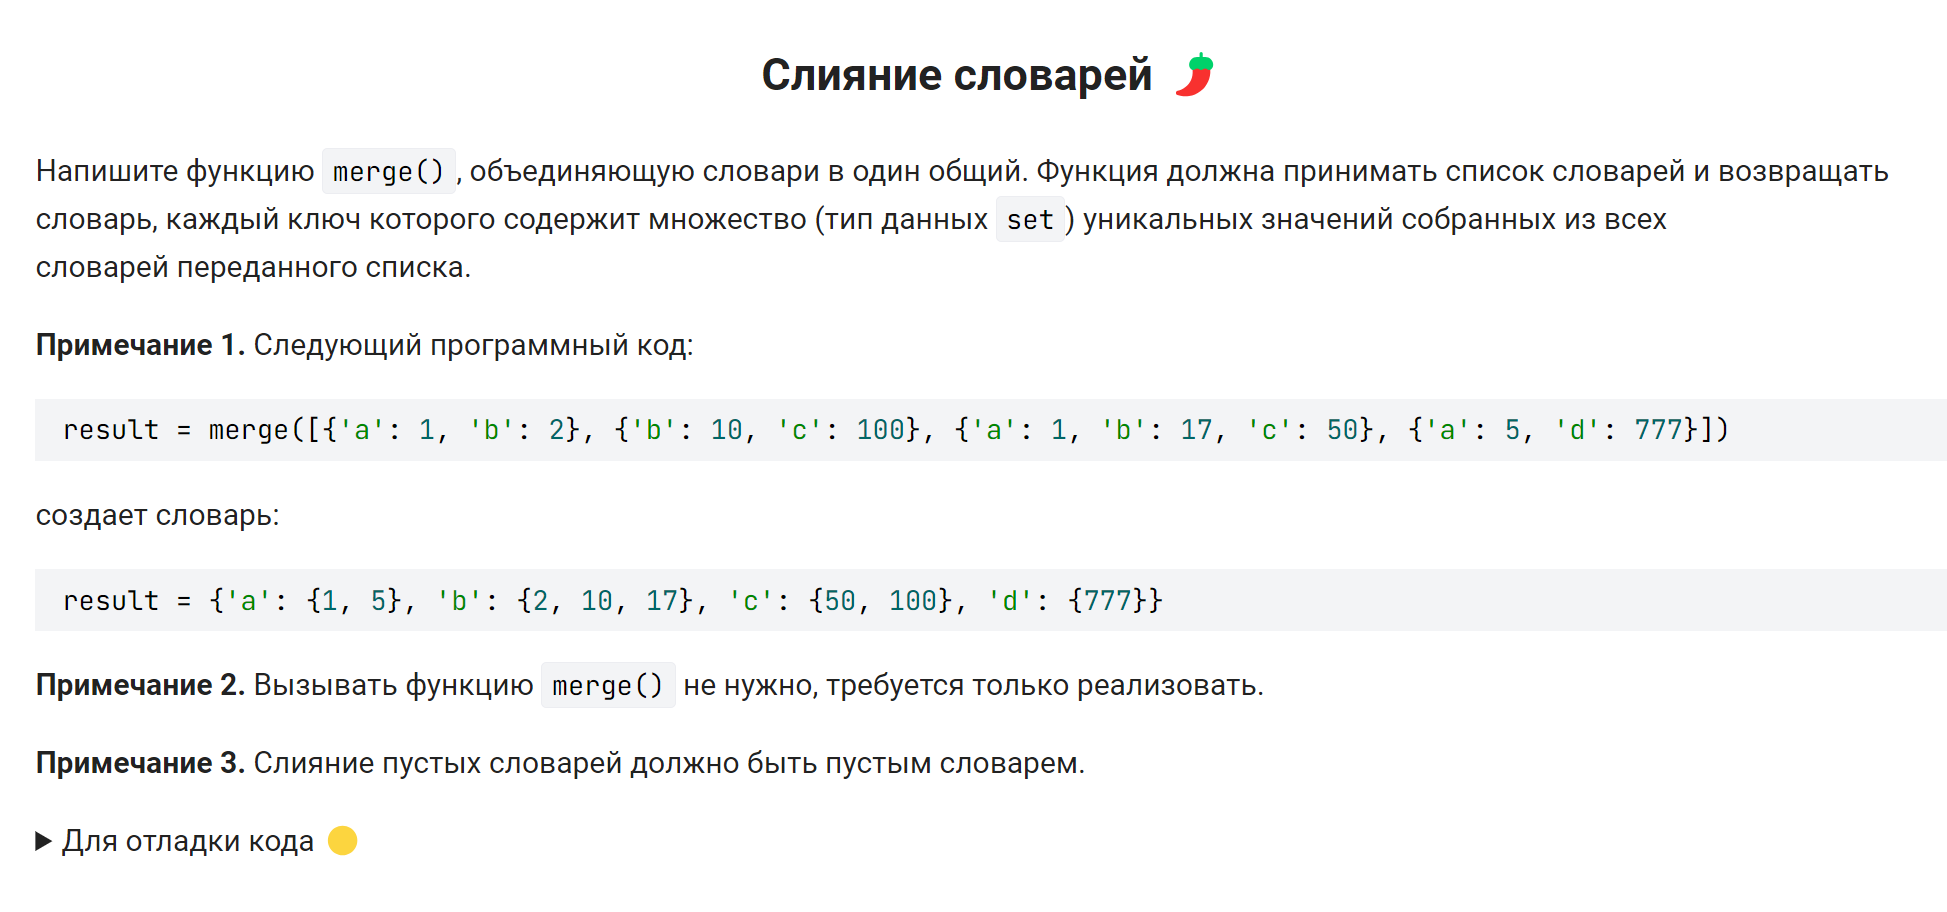 Слияние словарей
Напишите функцию merge(), объединяющую словари в один общий. Функция должна принимать список словарей и возвращать
словарь, каждый ключ которого содержит множество (тип данных set) уникальных значений собранных из всех
словарей переданного списка.
Примечание 1. Следующий программный код:
result = merge([{'a': 1, 'b': 2}, {'b': 10, 'c': 100}, {'a': 1, 'b': 17, 'c': 50}, {'a': 5, 'd': 777}])
создает словарь:
result = {'a': {1, 5}, 'b': {2, 10, 17}, 'c': {50, 100}, 'd': {777}}
Примечание 2. Вызывать функцию merge() не нужно, требуется только реализовать.
Примечание 3. Слияние пустых словарей должно быть пустым словарем.
Для отладки кода